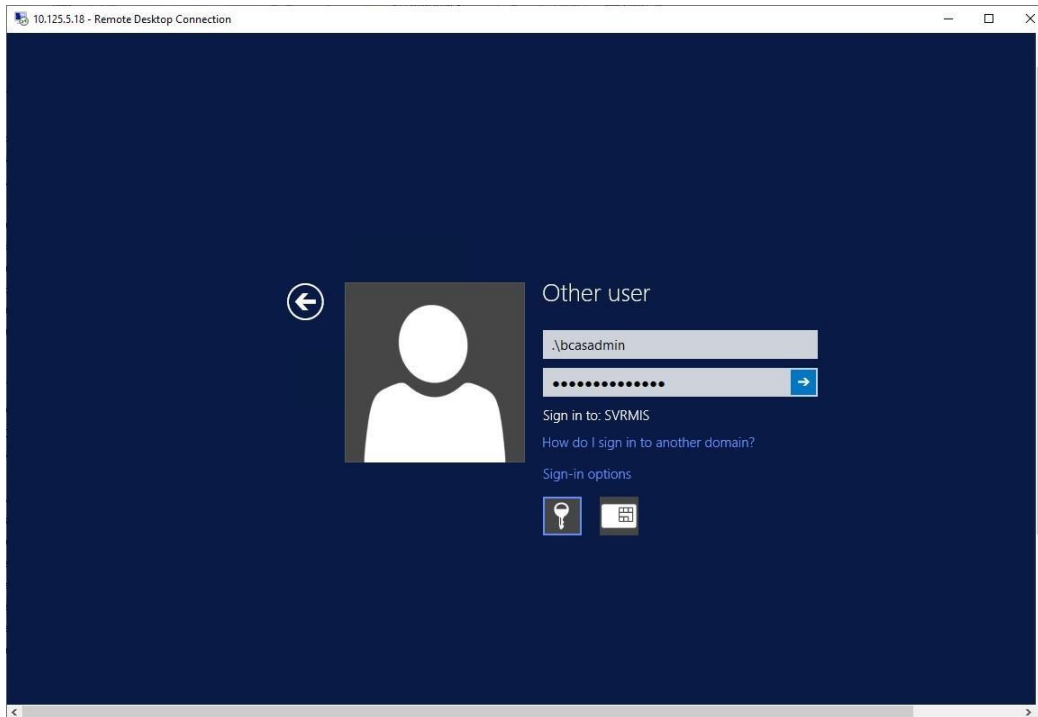 10.125.5.18 - Remote Desktop Connection
Other user
.\bcasadmin
●●●●●●●●●●●●●●
Sign in to: SVRMIS
How do I sign in to another domain?
Sign-in options